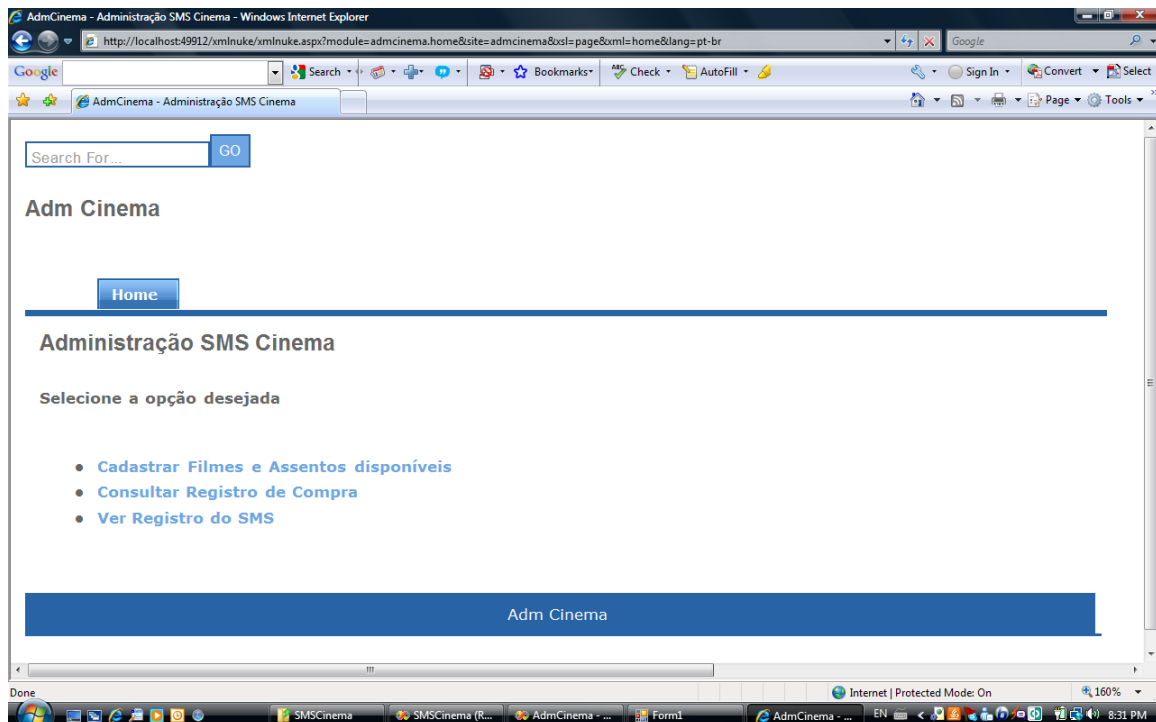 AdmCinema - Administração SMS Cinema - Windows Internet Explorer
http://localhost:49912/xmlnuke/xmlnuke.aspx?module=admcinema.home&site=admcinema&xsl=page&xml=home&lang=pt-br
Google
Google Search Bookmarks ABC Check AutoFill Sign In Convert Select
AdmCinema - Administração SMS Cinema Page Tools
Search For... GO
Adm Cinema
Home
Administração SMS Cinema
Selecione a opção desejada
Cadastrar Filmes e Assentos disponíveis
Consultar Registro de Compra
Ver Registro do SMS
Adm Cinema
Done Internet | Protected Mode: On 160%
SMSCinema SMSCinema (R... AdmCinema - ... Form1 AdmCinema - ... EN 8:31 PM